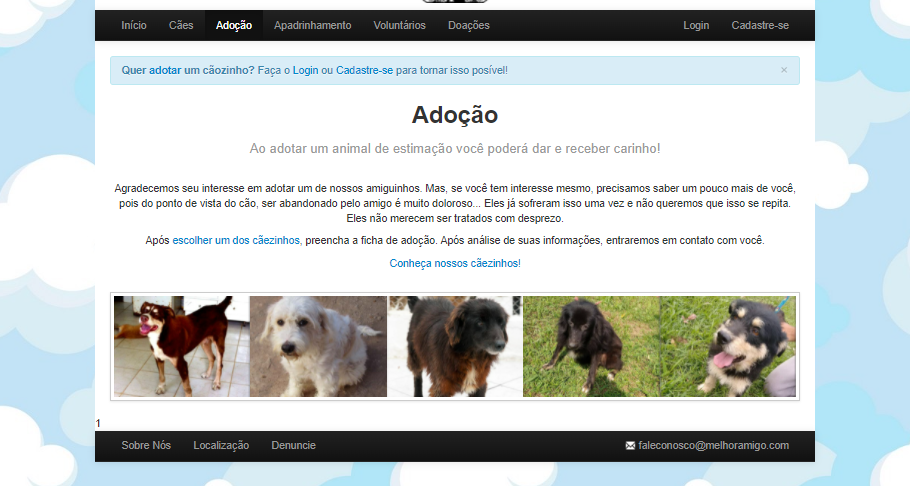 Início Cães Adoção Apadrinhamento Voluntários Doações Login Cadastre-se
Quer adotar um cãozinho? Faça o Login ou Cadastre-se para tornar isso posível! ×
Adoção
Ao adotar um animal de estimação você poderá dar e receber carinho!
Agradecemos seu interesse em adotar um de nossos amiguinhos. Mas, se você tem interesse mesmo, precisamos saber um pouco mais de você,
pois do ponto de vista do cão, ser abandonado pelo amigo é muito doloroso... Eles já sofreram isso uma vez e não queremos que isso se repita.
Eles não merecem ser tratados com desprezo.
Após escolher um dos cãezinhos, preencha a ficha de adoção. Após análise de suas informações, entraremos em contato com você.
Conheça nossos cãezinhos!
1
Sobre Nós Localização Denuncie faleconosco@melhoramigo.com